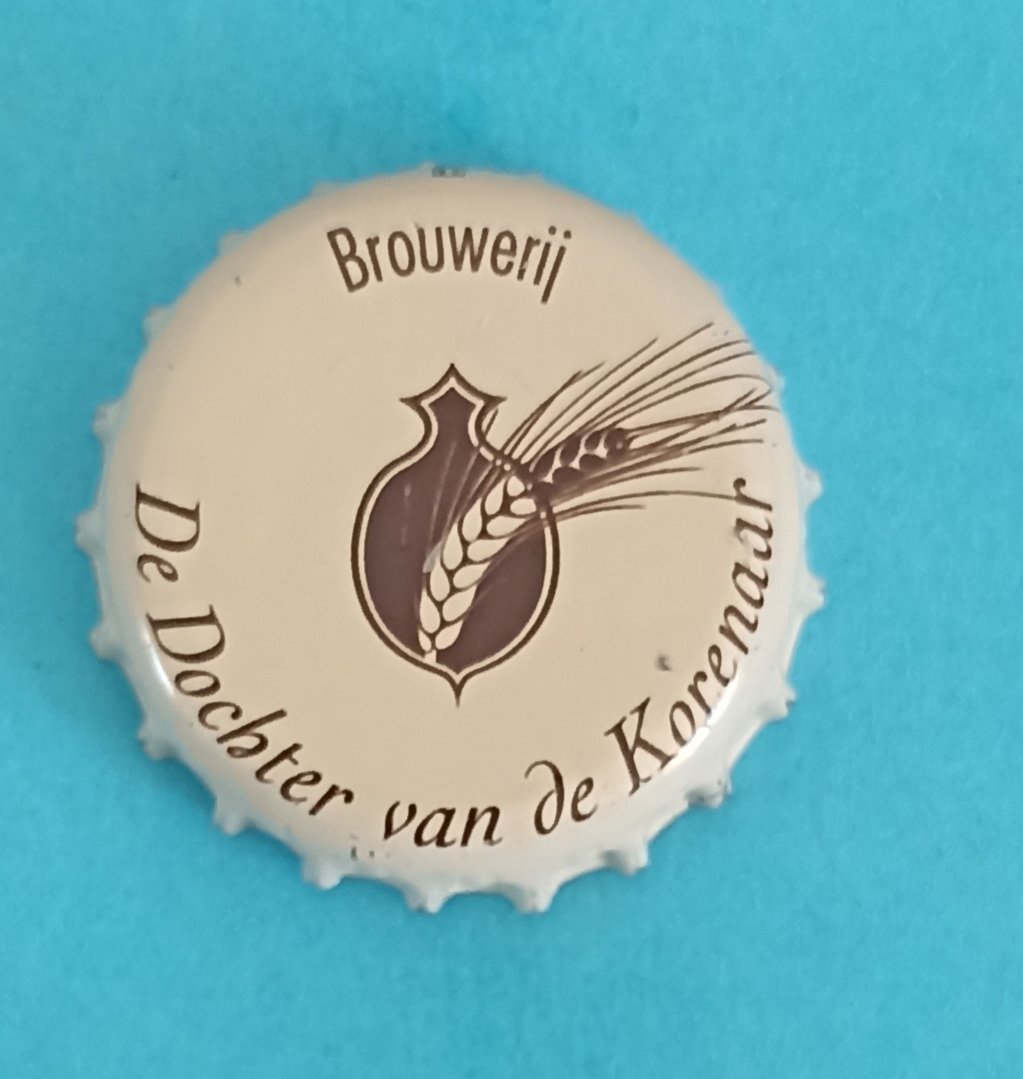 Brouwerij
De Dochter van de Korenaar